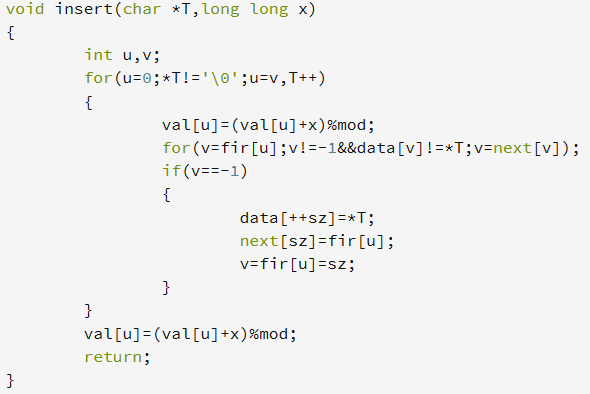 void insert(char *T,long long x)
{
        int u,v;
        for(u=0;*T!='\0';u=v,T++)
        {
                val[u]=(val[u]+x)%mod;
                for(v=fir[u];v!=-1&&data[v]!=*T;v=next[v]);
                if(v==-1)
                {
                        data[++sz]=*T;
                        next[sz]=fir[u];
                        v=fir[u]=sz;
                }
        }
        val[u]=(val[u]+x)%mod;
        return;
}